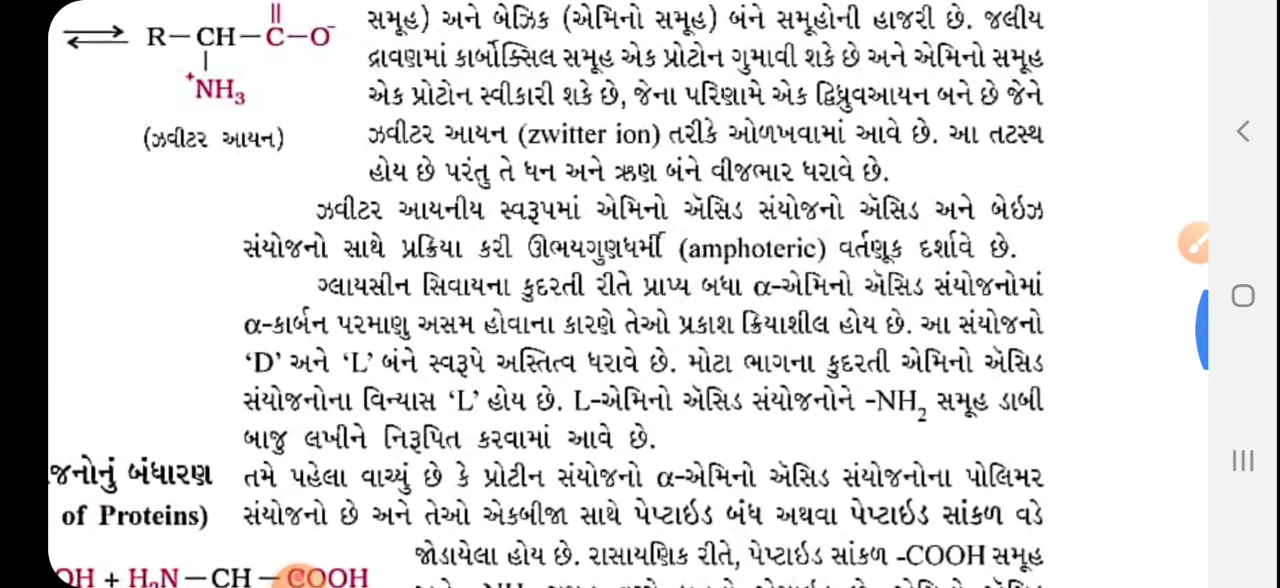 સમૂહ) અને બેઝિક (એમિનો સમૂહ) બંને સમૂહોની હાજરી છે. જલીય
⇌ R–CH–C–O⁻
દ્રાવણમાં કાર્બોક્સિલ સમૂહ એક પ્રોટોન ગુમાવી શકે છે અને એમિનો સમૂહ
⁺NH₃
એક પ્રોટોન સ્વીકારી શકે છે, જેના પરિણામે એક દ્વિધ્રુવઆયન બને છે જેને
(ઝવીટર આયન)
ઝવીટર આયન (zwitter ion) તરીકે ઓળખવામાં આવે છે. આ તટસ્થ
હોય છે પરંતુ તે ધન અને ઋણ બંને વીજભાર ધરાવે છે.
ઝવીટર આયનીય સ્વરૂપમાં એમિનો ઍસિડ સંયોજનો ઍસિડ અને બેઇઝ
સંયોજનો સાથે પ્રક્રિયા કરી ઊભયગુણધર્મી (amphoteric) વર્તણૂક દર્શાવે છે.
ગ્લાયસીન સિવાયના કુદરતી રીતે પ્રાપ્ય બધા α-એમિનો ઍસિડ સંયોજનોમાં
α-કાર્બન પરમાણુ અસમ હોવાના કારણે તેઓ પ્રકાશ ક્રિયાશીલ હોય છે. આ સંયોજનો
‘D’ અને ‘L’ બંને સ્વરૂપે અસ્તિત્વ ધરાવે છે. મોટા ભાગના કુદરતી એમિનો ઍસિડ
સંયોજનોના વિન્યાસ ‘L’ હોય છે. L-એમિનો ઍસિડ સંયોજનોને -NH₂ સમૂહ ડાબી
બાજુ લખીને નિરૂપિત કરવામાં આવે છે.
જનોનું બંધારણ
તમે પહેલા વાચ્યું છે કે પ્રોટીન સંયોજનો α-એમિનો ઍસિડ સંયોજનોના પોલિમર
of Proteins)
સંયોજનો છે અને તેઓ એકબીજા સાથે પેપ્ટાઇડ બંધ અથવા પેપ્ટાઇડ સાંકળ વડે
જોડાયેલા હોય છે. રાસાયણિક રીતે, પેપ્ટાઇડ સાંકળ -COOH સમૂહ
OH + H₂N–CH–COOH